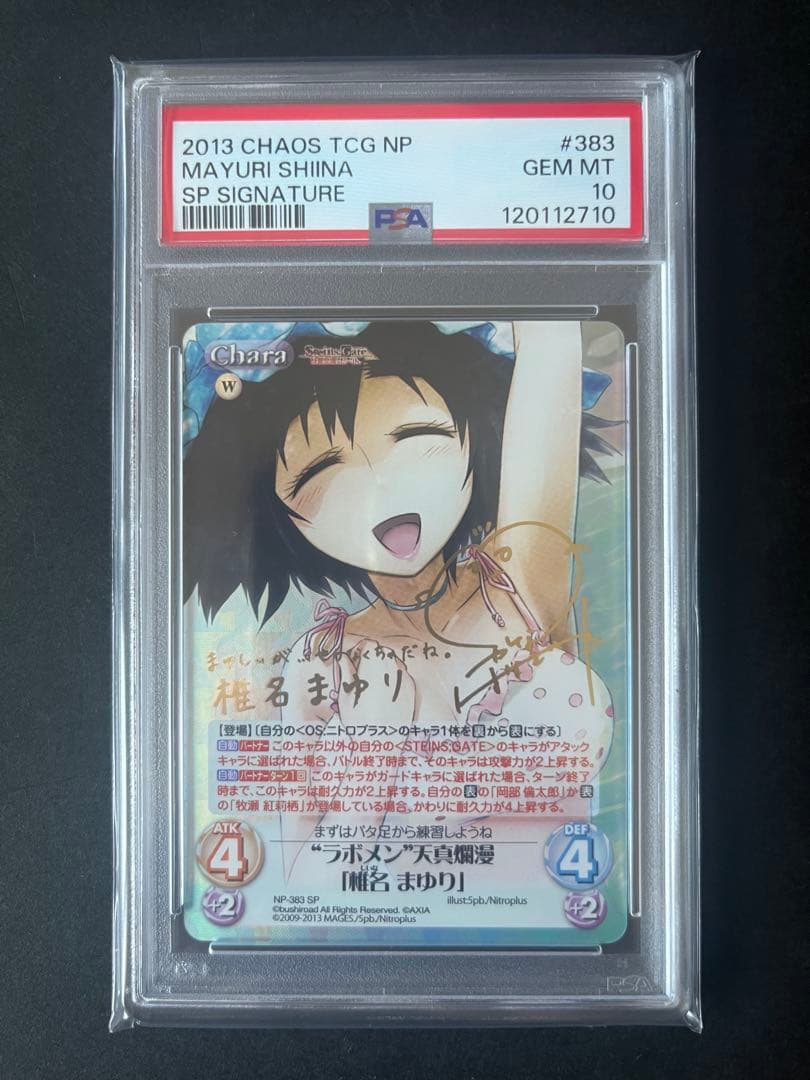 2013 CHAOS TCG NP #383
MAYURI SHIINA GEM MT
SP SIGNATURE 10
PSA 120112710
Chara
STEINS;GATE
W
椎名まゆり
【登場】〔自分の<OS:ニトロプラス>のキャラ1体を裏から表にする〕
自動 パートナー このキャラ以外の自分の<STEINS;GATE>のキャラがアタック
キャラに選ばれた場合、バトル終了時まで、そのキャラは攻撃力が2上昇する。
自動 パートナー ターン1回 このキャラがガードキャラに選ばれた場合、ターン終了
時まで、このキャラは耐久力が2上昇する。自分の表の「岡部 倫太郎」か表
の「牧瀬 紅莉栖」が登場している場合、かわりに耐久力が4上昇する。
ATK
4
+2
まずはバタ足から練習しようね
“ラボメン”天真爛漫
「椎名 まゆり」
DEF
4
+2
NP-383 SP illust:5pb./Nitroplus
©bushiroad All Rights Reserved. ©AXIA
©2009-2013 MAGES./5pb./Nitroplus
PSA